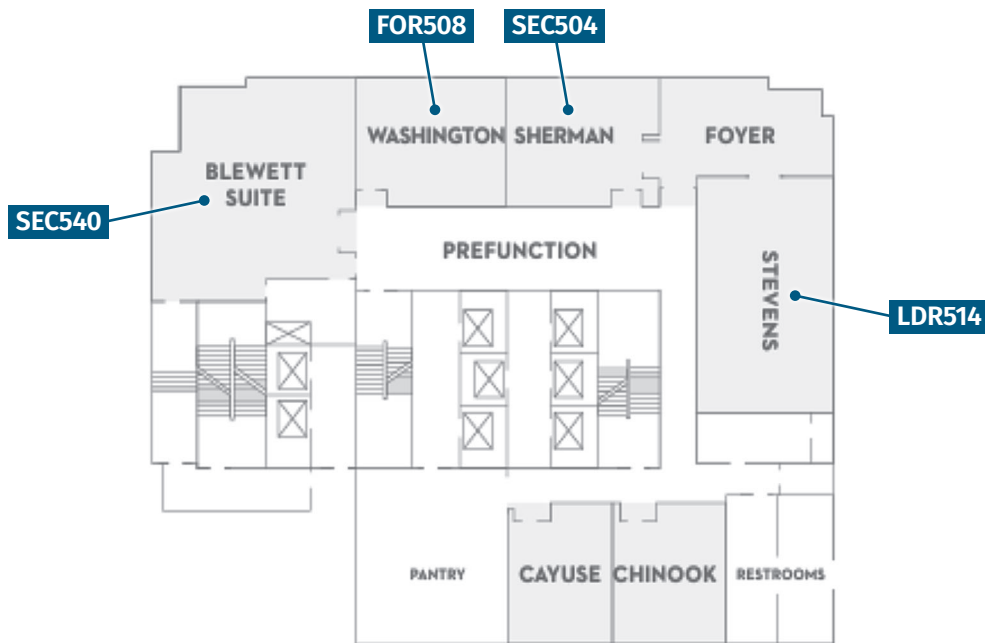 FOR508
SEC504
WASHINGTON
SHERMAN
FOYER
BLEWETT
SUITE
SEC540
PREFUNCTION
STEVENS
LDR514
PANTRY
CAYUSE
CHINOOK
RESTROOMS